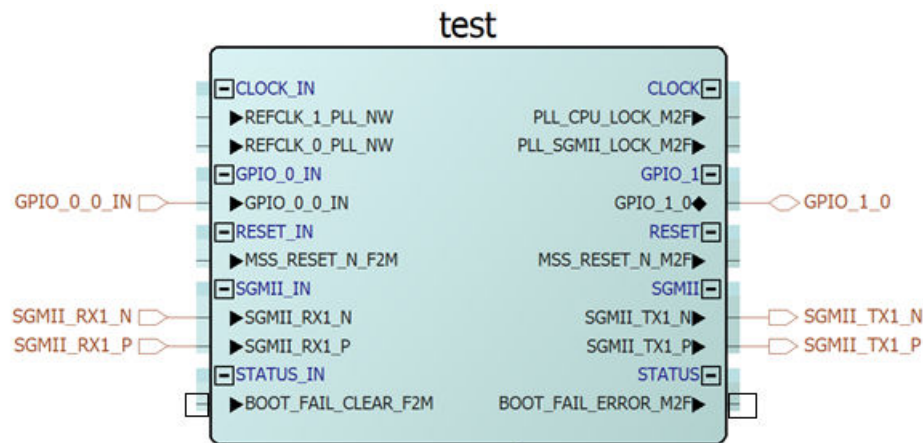 test
CLOCK_IN
CLOCK
REFCLK_1_PLL_NW
PLL_CPU_LOCK_M2F
REFCLK_0_PLL_NW
PLL_SGMII_LOCK_M2F
GPIO_0_IN
GPIO_1
GPIO_0_0_IN
GPIO_0_0_IN
GPIO_1_0
GPIO_1_0
RESET_IN
RESET
MSS_RESET_N_F2M
MSS_RESET_N_M2F
SGMII_IN
SGMII
SGMII_RX1_N
SGMII_RX1_N
SGMII_TX1_N
SGMII_TX1_N
SGMII_RX1_P
SGMII_RX1_P
SGMII_TX1_P
SGMII_TX1_P
STATUS_IN
STATUS
BOOT_FAIL_CLEAR_F2M
BOOT_FAIL_ERROR_M2F